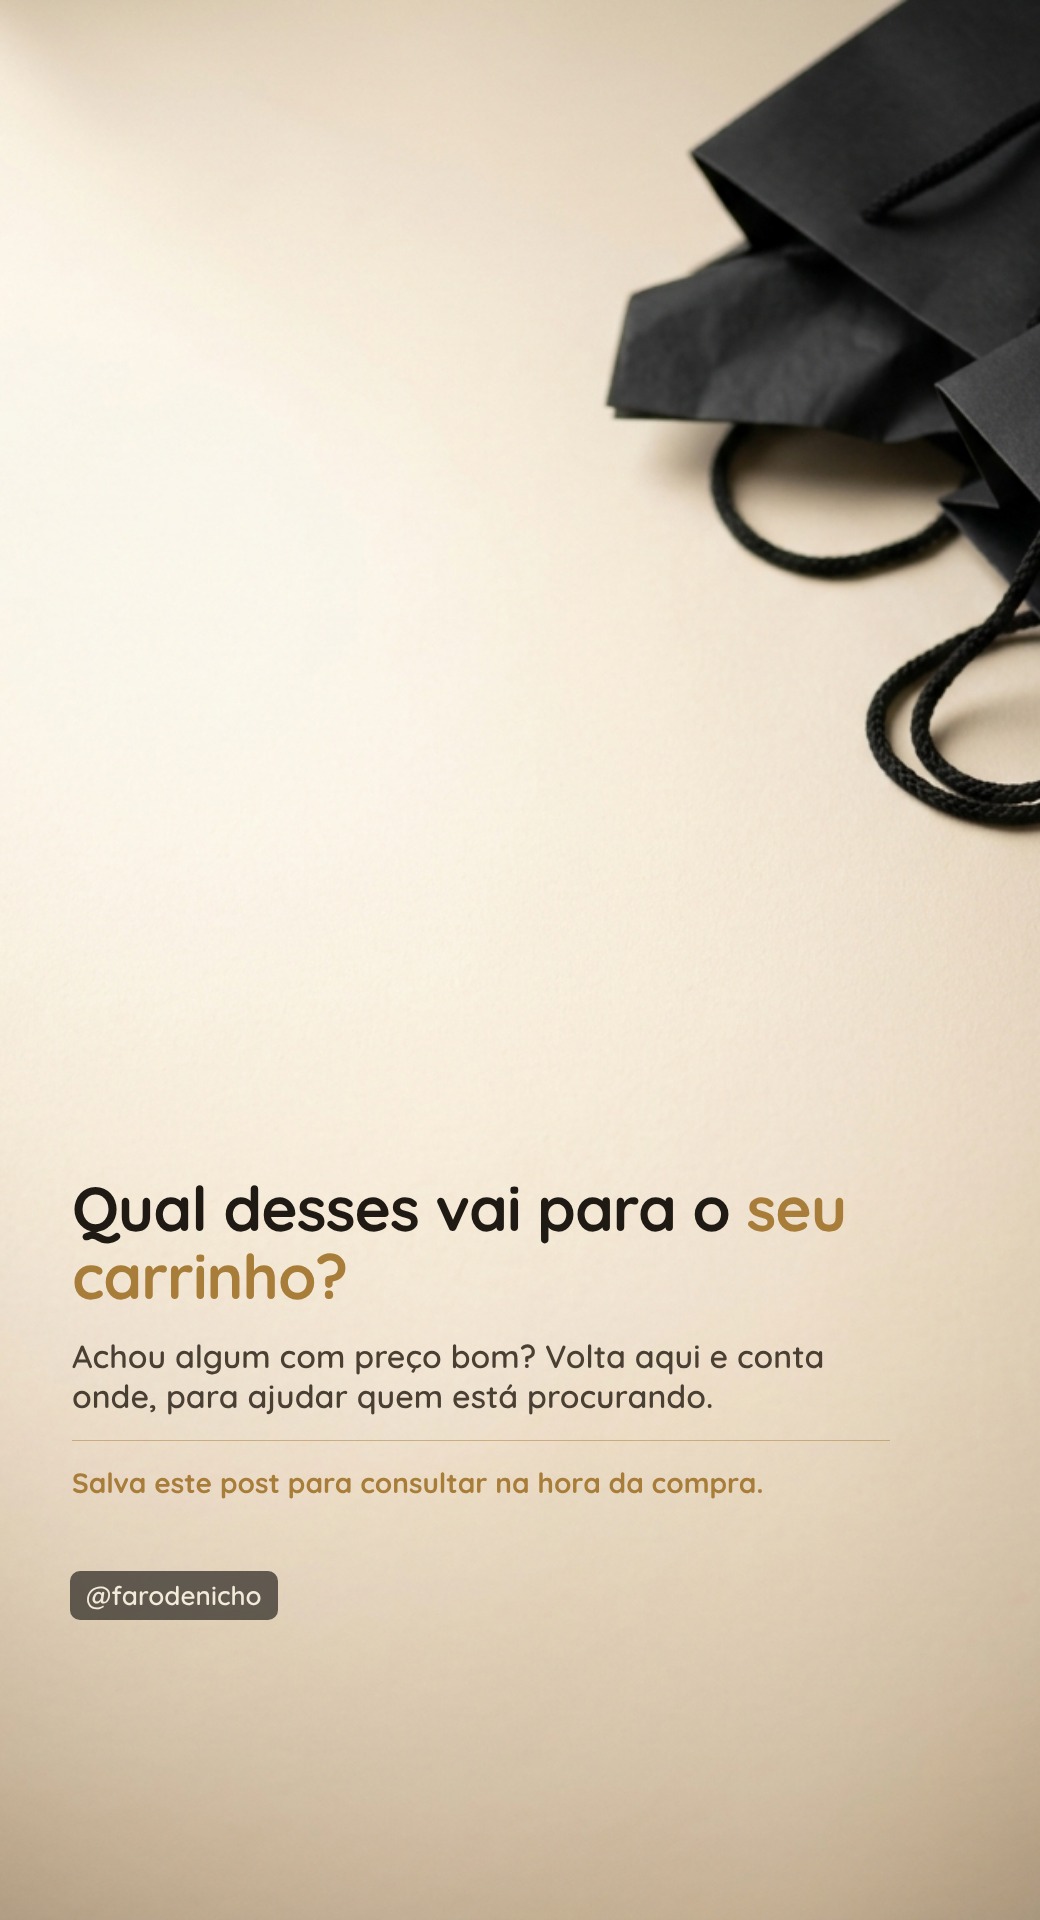 Qual desses vai para o seu
carrinho?
Achou algum com preço bom? Volta aqui e conta
onde, para ajudar quem está procurando.
Salva este post para consultar na hora da compra.
@farodenicho